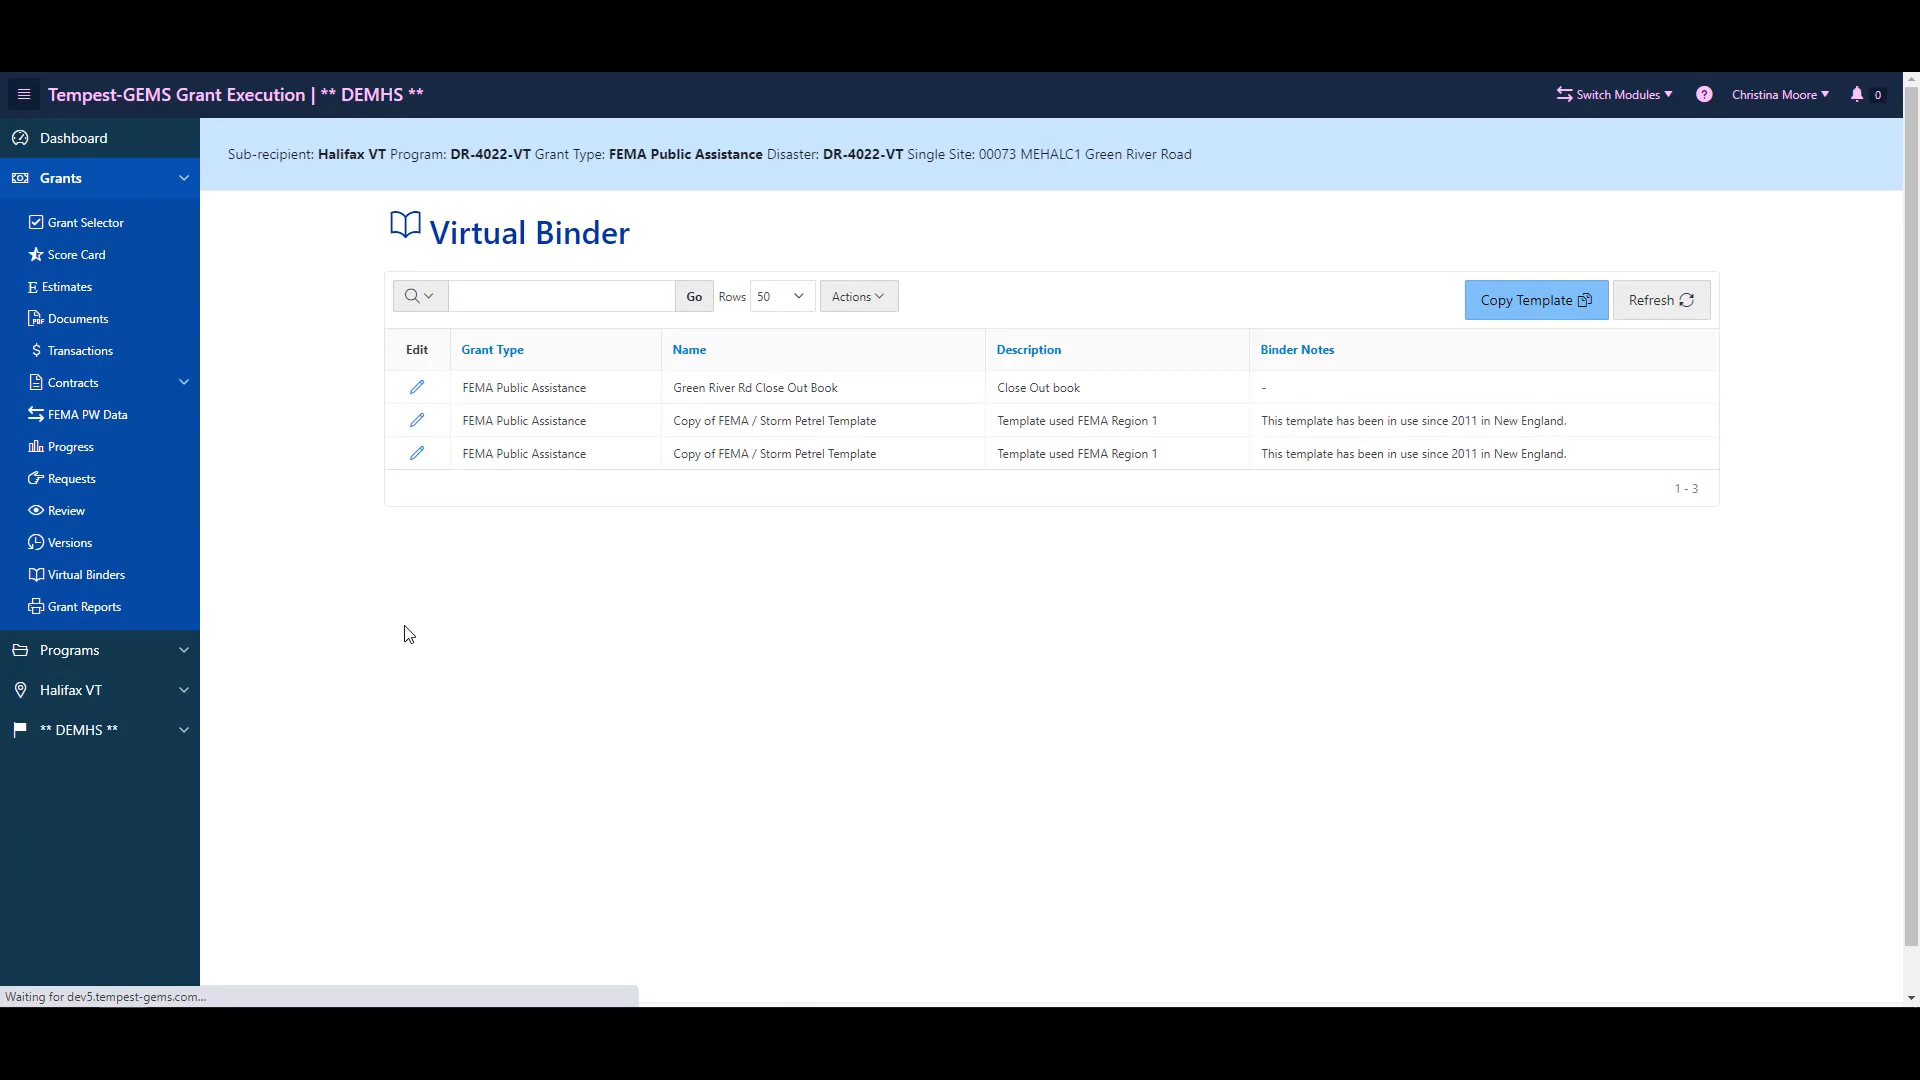 Tempest-GEMS Grant Execution | ** DEMHS **
Switch Modules
?
Christina Moore
0
Dashboard
Grants
Grant Selector
Score Card
Estimates
Documents
Transactions
Contracts
FEMA PW Data
Progress
Requests
Review
Versions
Virtual Binders
Grant Reports
Programs
Halifax VT
** DEMHS **
Sub-recipient: Halifax VT Program: DR-4022-VT Grant Type: FEMA Public Assistance Disaster: DR-4022-VT Single Site: 00073 MEHALC1 Green River Road
Virtual Binder
Go Rows 50 Actions Copy Template Refresh
Edit Grant Type Name Description Binder Notes
FEMA Public Assistance Green River Rd Close Out Book Close Out book -
FEMA Public Assistance Copy of FEMA / Storm Petrel Template Template used FEMA Region 1 This template has been in use since 2011 in New England.
FEMA Public Assistance Copy of FEMA / Storm Petrel Template Template used FEMA Region 1 This template has been in use since 2011 in New England.
1 - 3
Waiting for dev5.tempest-gems.com...